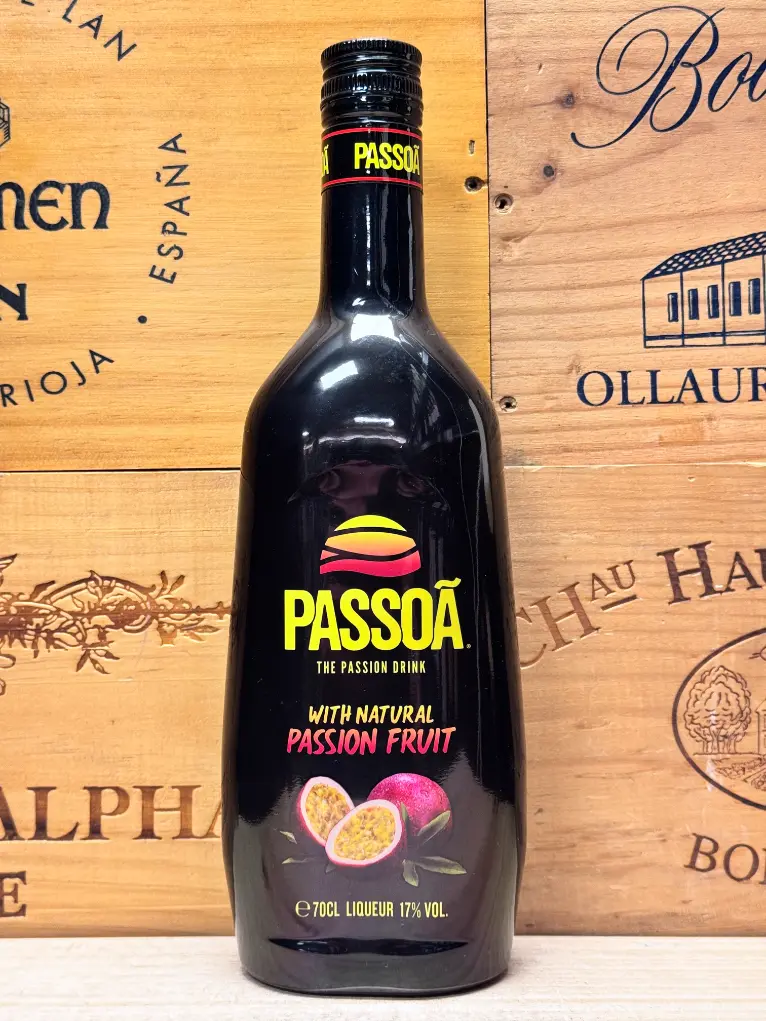 LAN
ESPAÑA
RIOJA
OLLAUR
PASSOÃ
PASSOÃ
THE PASSION DRINK
WITH NATURAL
PASSION FRUIT
℮70CL LIQUEUR 17% VOL.
CHAU HAU
ALPHA